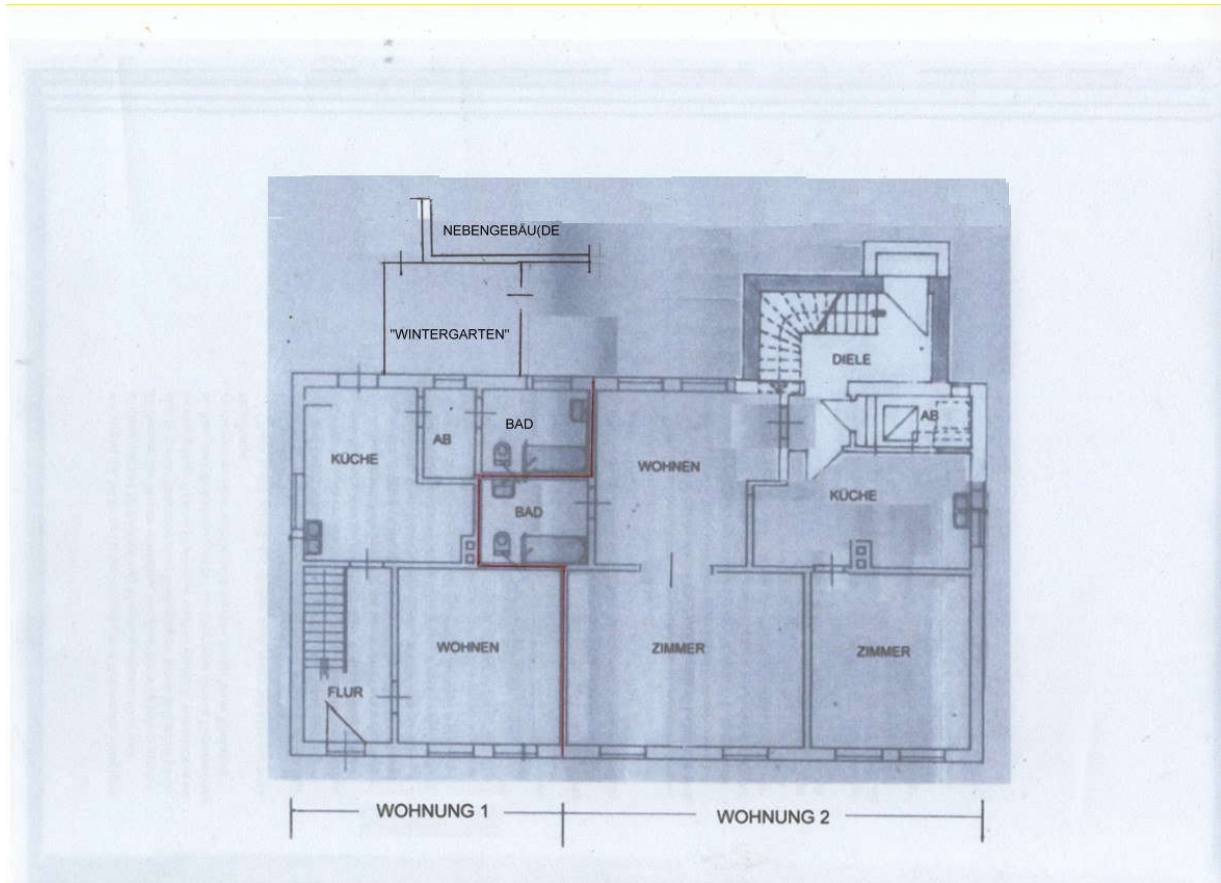 NEBENGEBÄU(DE
"WINTERGARTEN"
DIELE
AB
BAD
AB
KÜCHE
WOHNEN
KÜCHE
BAD
WOHNEN
ZIMMER
ZIMMER
FLUR
WOHNUNG 1
WOHNUNG 2